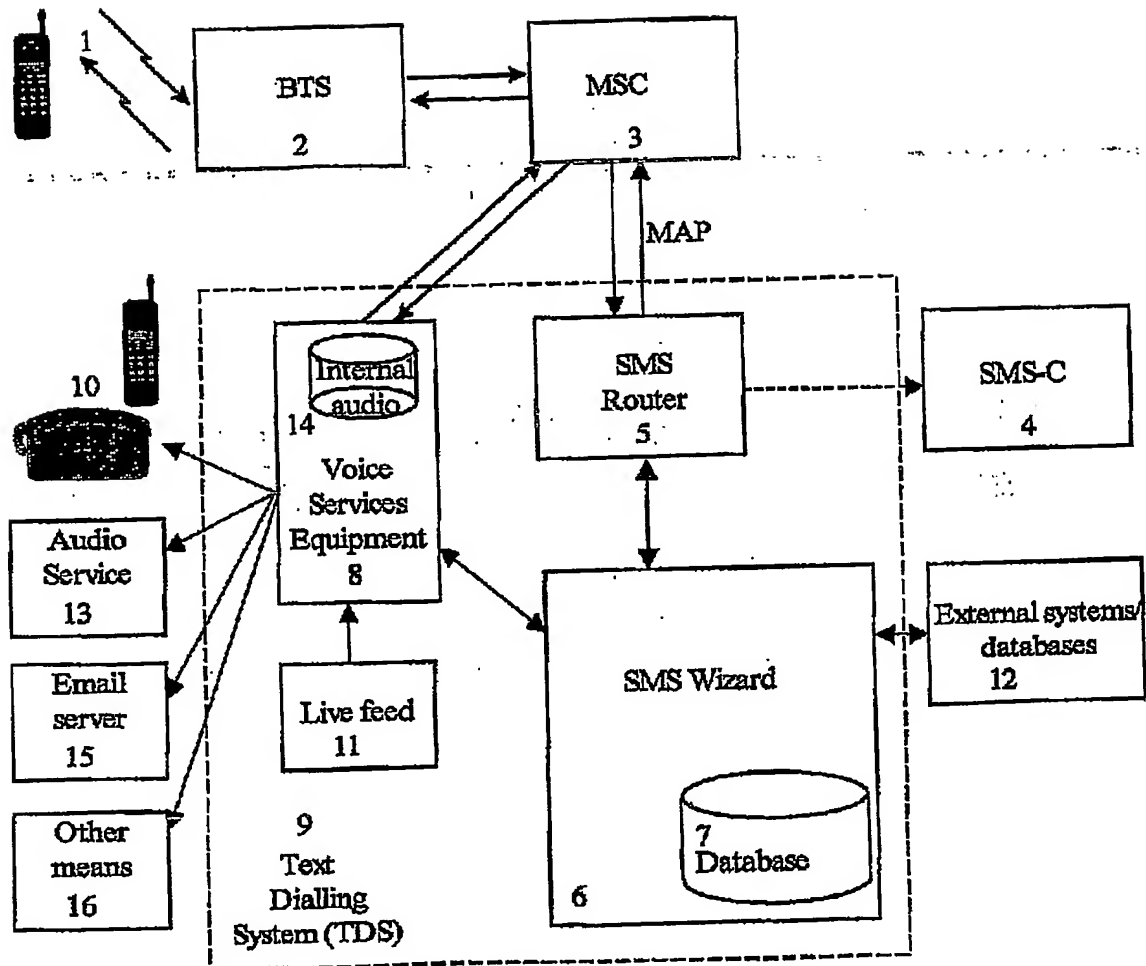 1
BTS
2
MSC
3
MAP
10
Internal
audio
14
Voice
Services
Equipment
8
SMS
Router
5
SMS-C
4
Audio
Service
13
Email
server
15
Other
means
16
Live feed
11
SMS Wizard
7
Database
6
External systems/
databases
12
9
Text
Dialling
System (TDS)